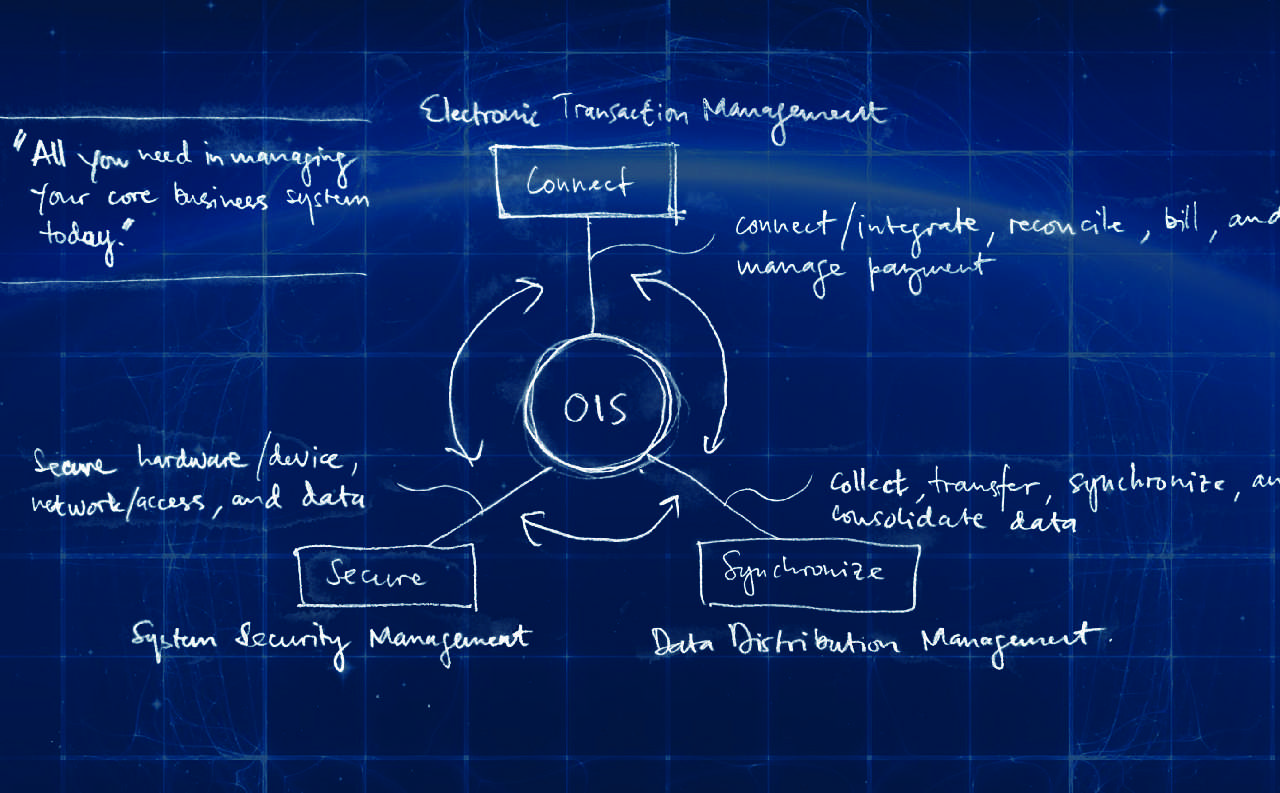 Electronic Transaction Management
"All you need in managing
your core business system
today."
Connect
connect/integrate, reconcile, bill, and
manage payment
OIS
Secure hardware/device,
network/access, and data
Collect, transfer, synchronize, an
consolidate data
Secure
Synchronize
System Security Management
Data Distribution Management.